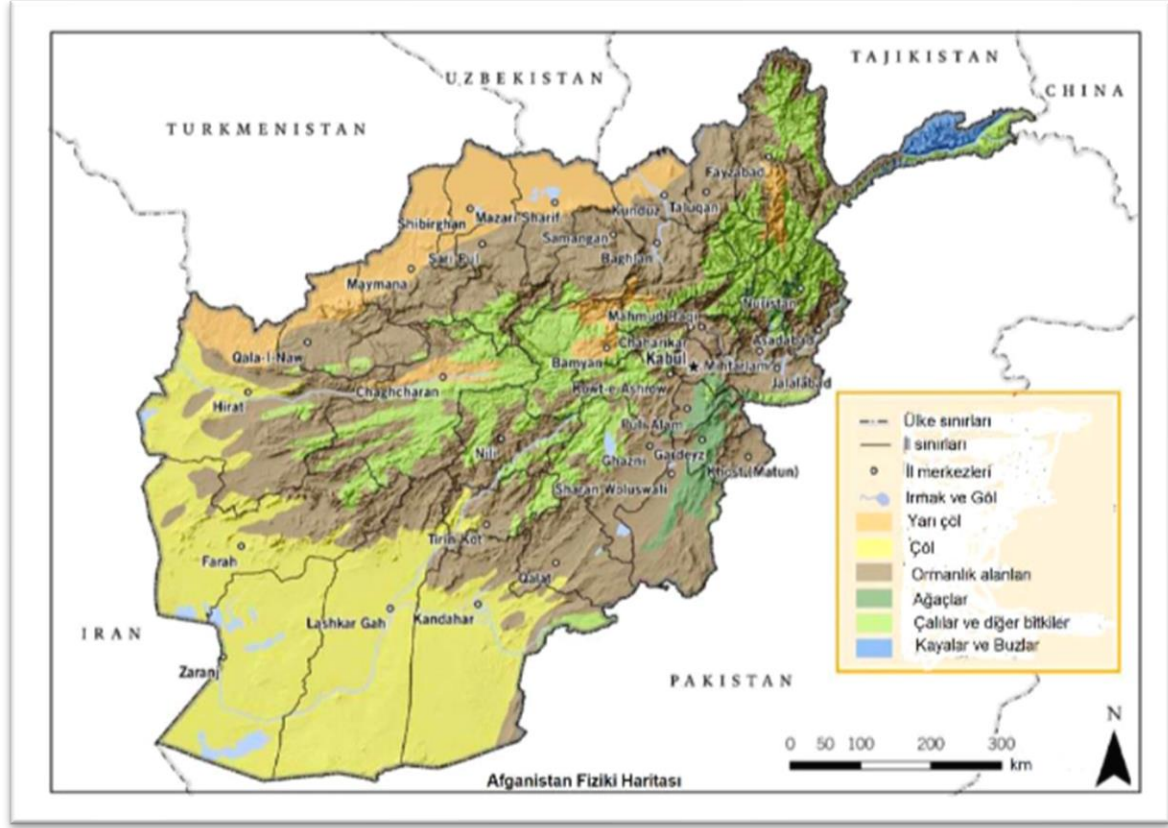 TAJIKISTAN
UZBEKISTAN
CHINA
TURKMENISTAN
Fayzabad
Kunduz
Taluqan
Mazari Sharif
Shibirghan
Samangan
Sari Pul
Baghlan
Maymana
Nuristan
Mahmud Raqi
Charikar
Asadabad
Qala-I-Naw
Bamyan
Kabul
Mihtarlam
Jalalabad
Chaghcharan
Kowt-e Ashrow
Hirat
Puli Alam
Nili
Ghazni
Gardeyz
Khost (Matun)
Sharan Woluswali
Tirin Kot
Farah
Qalat
Lashkar Gah
Kandahar
IRAN
Zaranj
PAKISTAN
Ülke sınırları
İl sınırları
İl merkezleri
Irmak ve Göl
Yarı çöl
Çöl
Ormanlık alanları
Ağaçlar
Çalılar ve diğer bitkiler
Kayalar ve Buzlar
N
0 50 100 200 300
km
Afganistan Fiziki Haritası